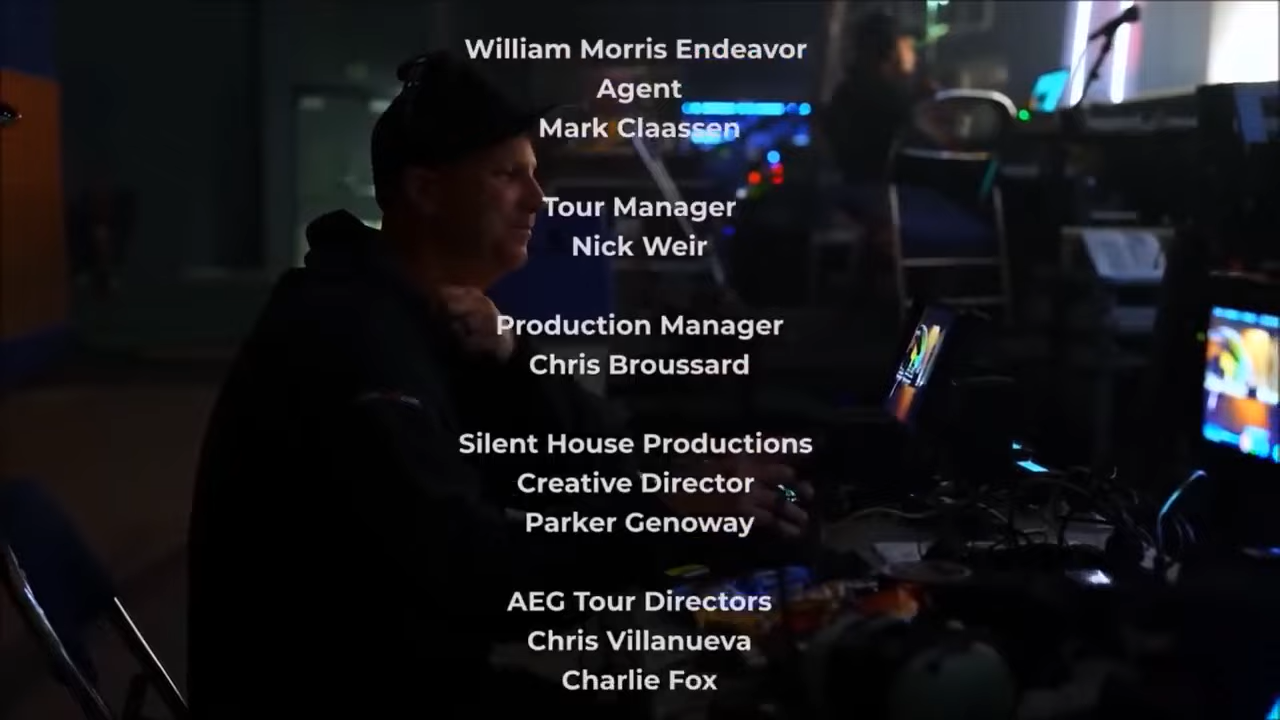 William Morris Endeavor
Agent
Mark Claassen
Tour Manager
Nick Weir
Production Manager
Chris Broussard
Silent House Productions
Creative Director
Parker Genoway
AEG Tour Directors
Chris Villanueva
Charlie Fox